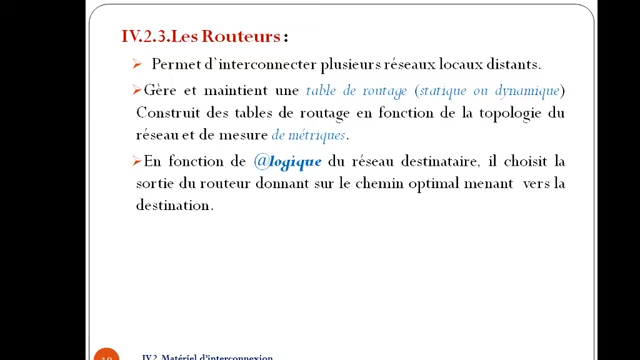 IV.2.3.Les Routeurs :
Permet d'interconnecter plusieurs réseaux locaux distants.
Gère et maintient une table de routage (statique ou dynamique)
Construit des tables de routage en fonction de la topologie du
réseau et de mesure de métriques.
En fonction de @logique du réseau destinataire, il choisit la
sortie du routeur donnant sur le chemin optimal menant vers la
destination.
IV.2. Matériel d'interconnexion